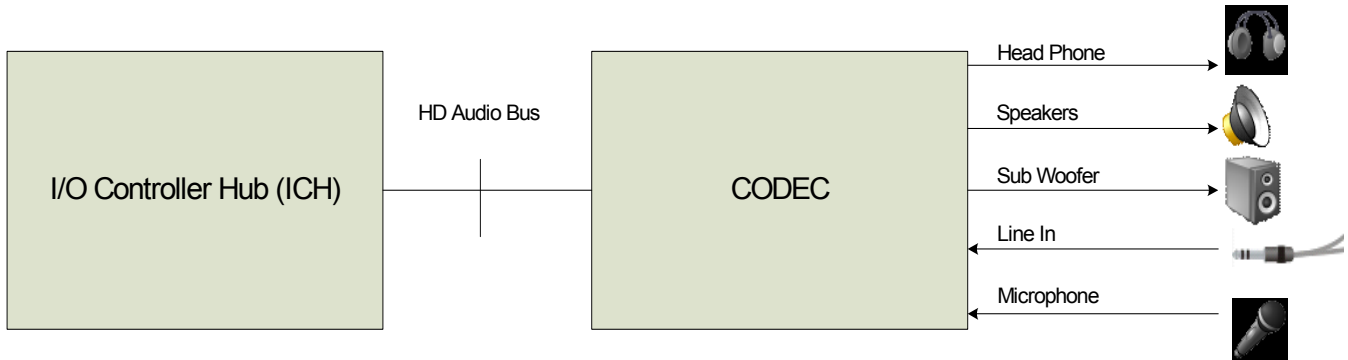 Head Phone
HD Audio Bus
Speakers
I/O Controller Hub (ICH)
CODEC
Sub Woofer
Line In
Microphone